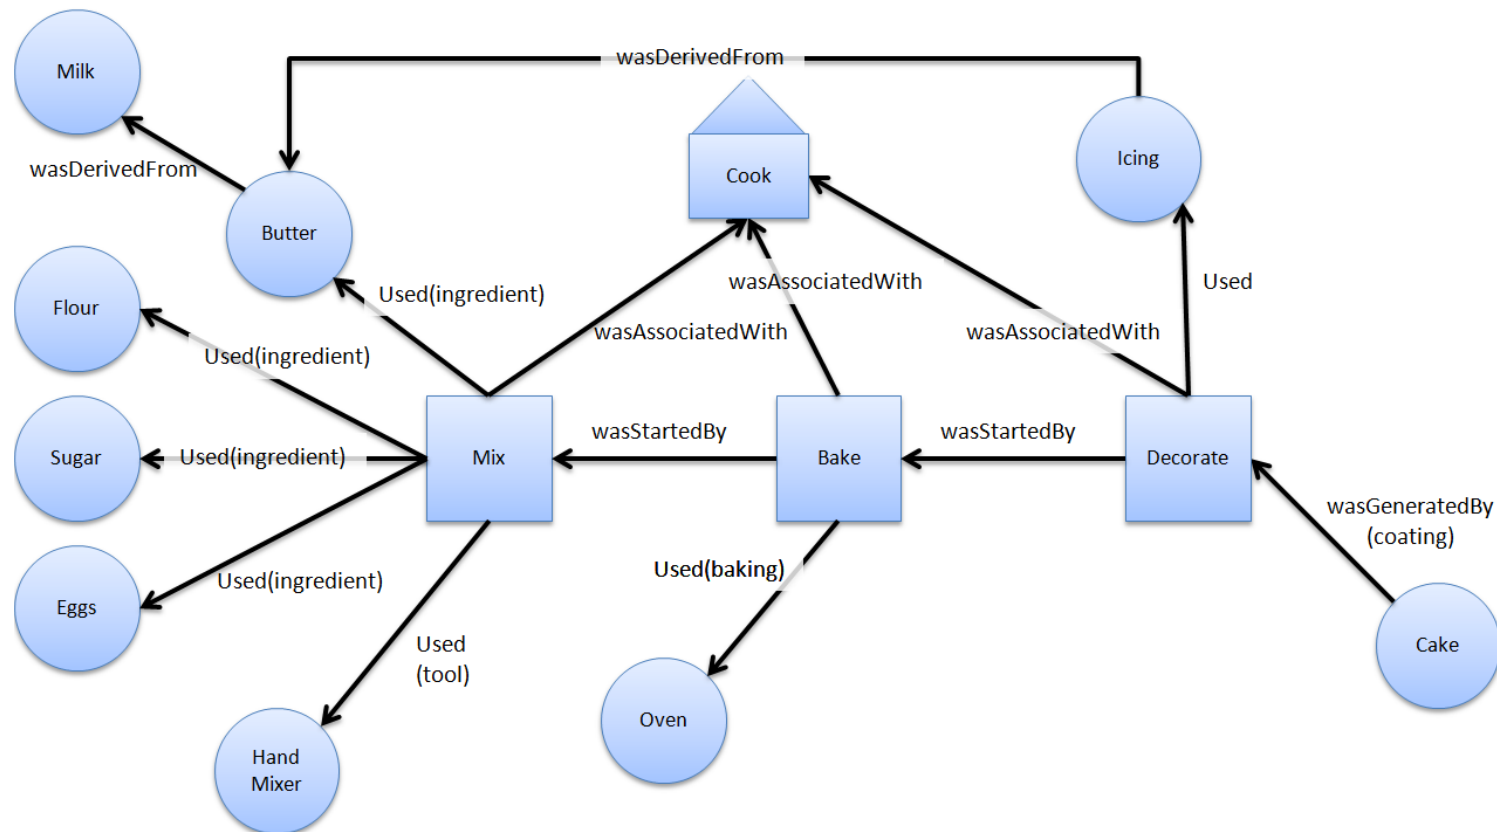 wasDerivedFrom
Milk
Icing
wasDerivedFrom
Cook
Butter
wasAssociatedWith
Used
Flour
Used(ingredient)
wasAssociatedWith
wasAssociatedWith
Used(ingredient)
wasStartedBy
wasStartedBy
Sugar
Used(ingredient)
Mix
Bake
Decorate
wasGeneratedBy
(coating)
Used(baking)
Used(ingredient)
Eggs
Used
(tool)
Cake
Oven
Hand
Mixer